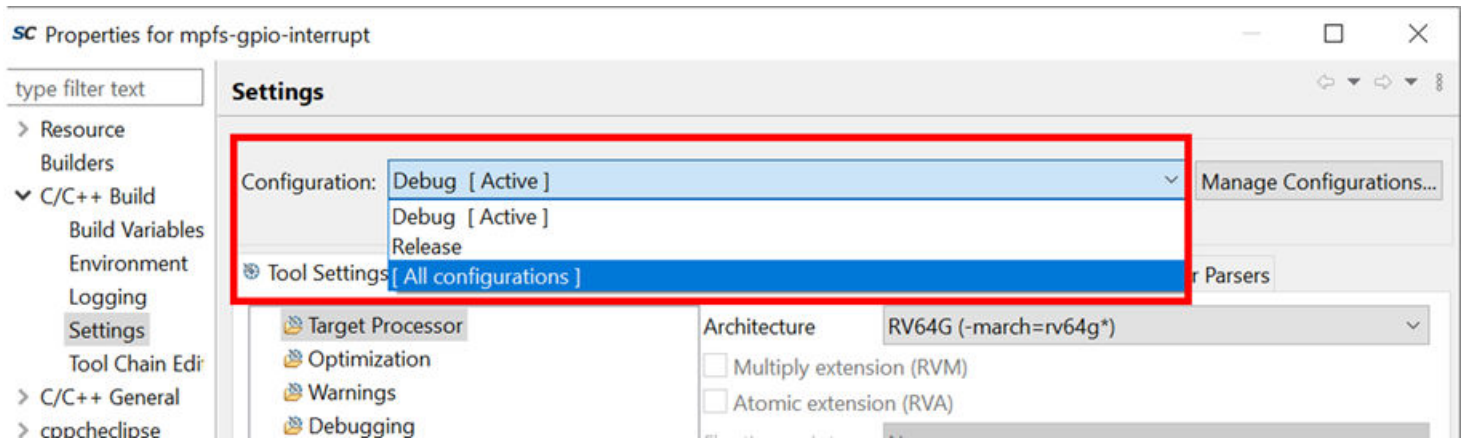 SC Properties for mpfs-gpio-interrupt
type filter text
Settings
Resource
Builders
C/C++ Build
Build Variables
Environment
Logging
Settings
Tool Chain Edi
C/C++ General
cppcheclipse
Configuration: Debug [ Active ]
Manage Configurations...
Debug [ Active ]
Release
[ All configurations ]
Tool Settings
r Parsers
Target Processor
Optimization
Warnings
Debugging
Architecture RV64G (-march=rv64g*)
Multiply extension (RVM)
Atomic extension (RVA)